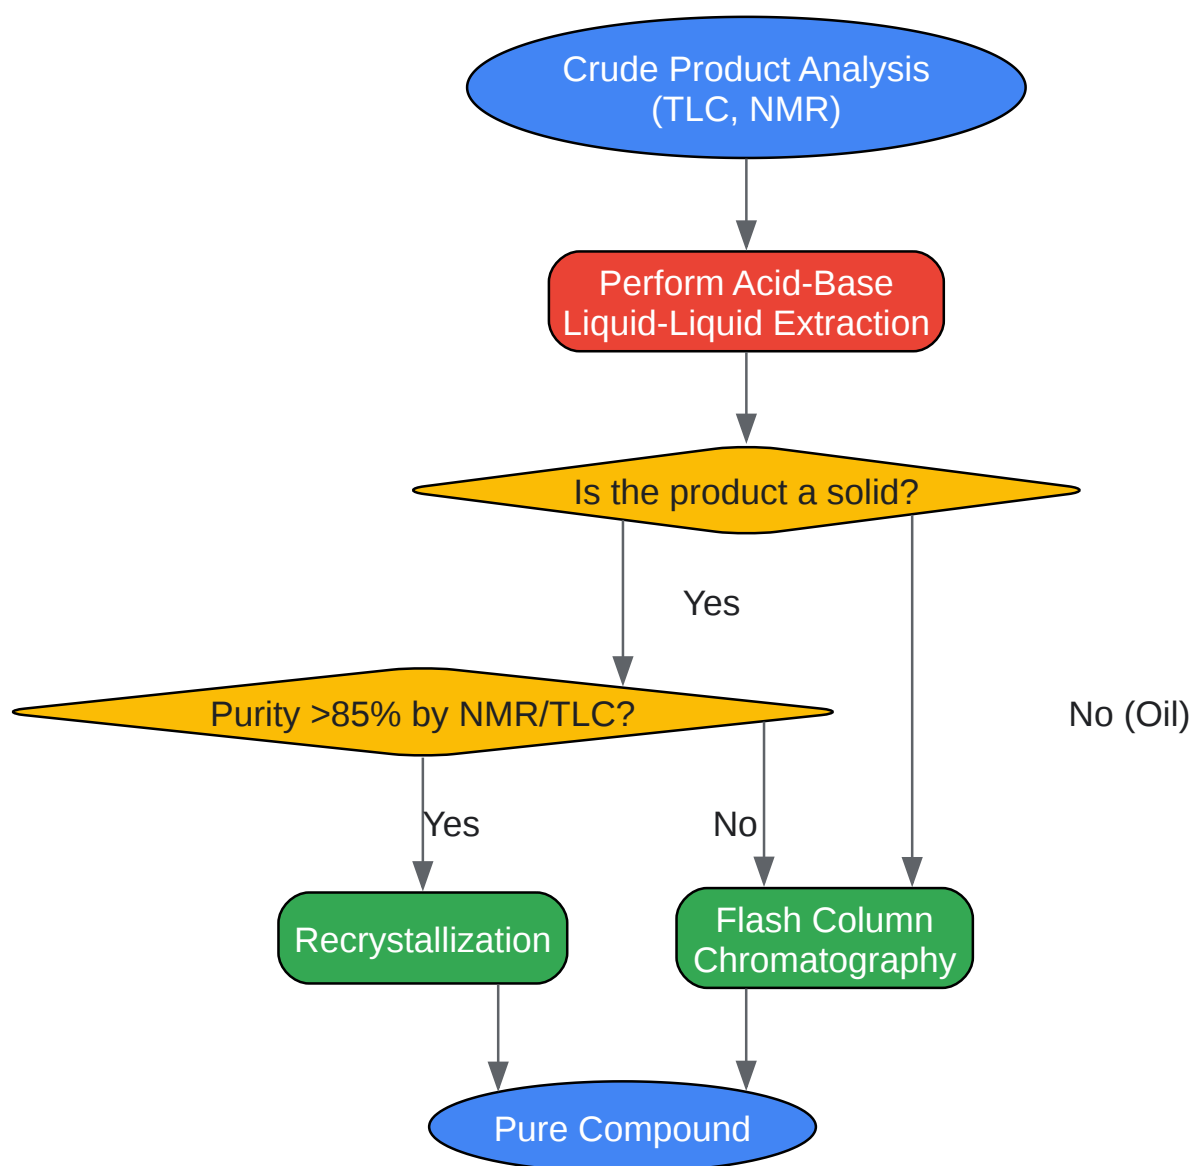 Crude Product Analysis
(TLC, NMR)
Perform Acid-Base
Liquid-Liquid Extraction
Is the product a solid?
Yes
Purity >85% by NMR/TLC?
No (Oil)
Yes
No
Recrystallization
Flash Column
Chromatography
Pure Compound